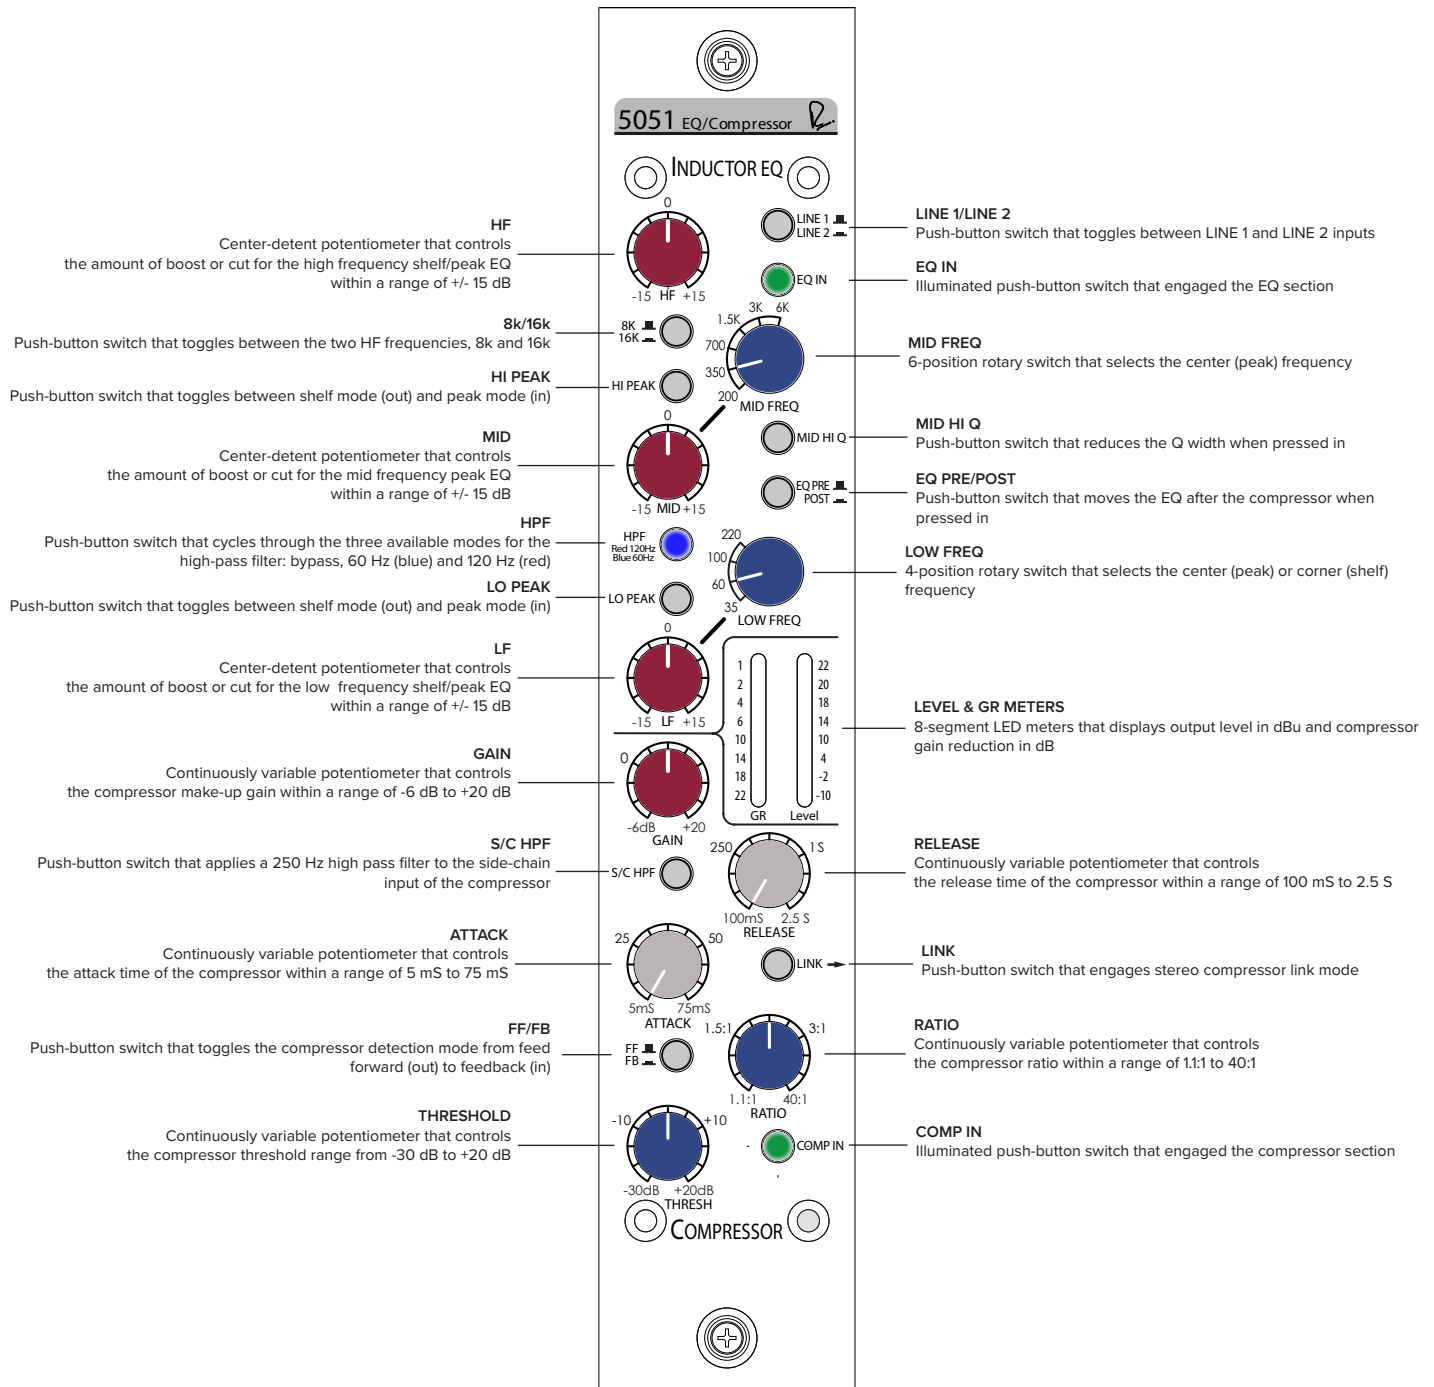 5051 EQ/Compressor
INDUCTOR EQ
HF
Center-detent potentiometer that controls
the amount of boost or cut for the high frequency shelf/peak EQ
within a range of +/- 15 dB
8k/16k
Push-button switch that toggles between the two HF frequencies, 8k and 16k
HI PEAK
Push-button switch that toggles between shelf mode (out) and peak mode (in)
MID
Center-detent potentiometer that controls
the amount of boost or cut for the mid frequency peak EQ
within a range of +/- 15 dB
HPF
Push-button switch that cycles through the three available modes for the
high-pass filter: bypass, 60 Hz (blue) and 120 Hz (red)
LO PEAK
Push-button switch that toggles between shelf mode (out) and peak mode (in)
LF
Center-detent potentiometer that controls
the amount of boost or cut for the low  frequency shelf/peak EQ
within a range of +/- 15 dB
GAIN
Continuously variable potentiometer that controls
the compressor make-up gain within a range of -6 dB to +20 dB
S/C HPF
Push-button switch that applies a 250 Hz high pass filter to the side-chain
input of the compressor
ATTACK
Continuously variable potentiometer that controls
the attack time of the compressor within a range of 5 mS to 75 mS
FF/FB
Push-button switch that toggles the compressor detection mode from feed
forward (out) to feedback (in)
THRESHOLD
Continuously variable potentiometer that controls
the compressor threshold range from -30 dB to +20 dB
0
-15 HF +15
LINE 1
LINE 2
EQ IN
8K
16K
HI PEAK
3K 6K
1.5K
700
350
200
MID FREQ
0
-15 MID +15
MID HI Q
EQ PRE
POST
HPF
Red 120Hz
Blue 60Hz
LO PEAK
220
100
60
35
LOW FREQ
0
-15 LF +15
1 22
2 20
4 18
6 14
10 10
14 4
18 -2
22 -10
GR Level
0
-6dB +20
GAIN
S/C HPF
250 1 S
100mS 2.5 S
RELEASE
25 50
5mS 75mS
ATTACK
LINK
FF
FB
1.5:1 3:1
1.1:1 40:1
RATIO
-10 +10
-30dB +20dB
THRESH
COMP IN
COMPRESSOR
LINE 1/LINE 2
Push-button switch that toggles between LINE 1 and LINE 2 inputs
EQ IN
Illuminated push-button switch that engaged the EQ section
MID FREQ
6-position rotary switch that selects the center (peak) frequency
MID HI Q
Push-button switch that reduces the Q width when pressed in
EQ PRE/POST
Push-button switch that moves the EQ after the compressor when
pressed in
LOW FREQ
4-position rotary switch that selects the center (peak) or corner (shelf)
frequency
LEVEL & GR METERS
8-segment LED meters that displays output level in dBu and compressor
gain reduction in dB
RELEASE
Continuously variable potentiometer that controls
the release time of the compressor within a range of 100 mS to 2.5 S
LINK
Push-button switch that engages stereo compressor link mode
RATIO
Continuously variable potentiometer that controls
the compressor ratio within a range of 1.1:1 to 40:1
COMP IN
Illuminated push-button switch that engaged the compressor section